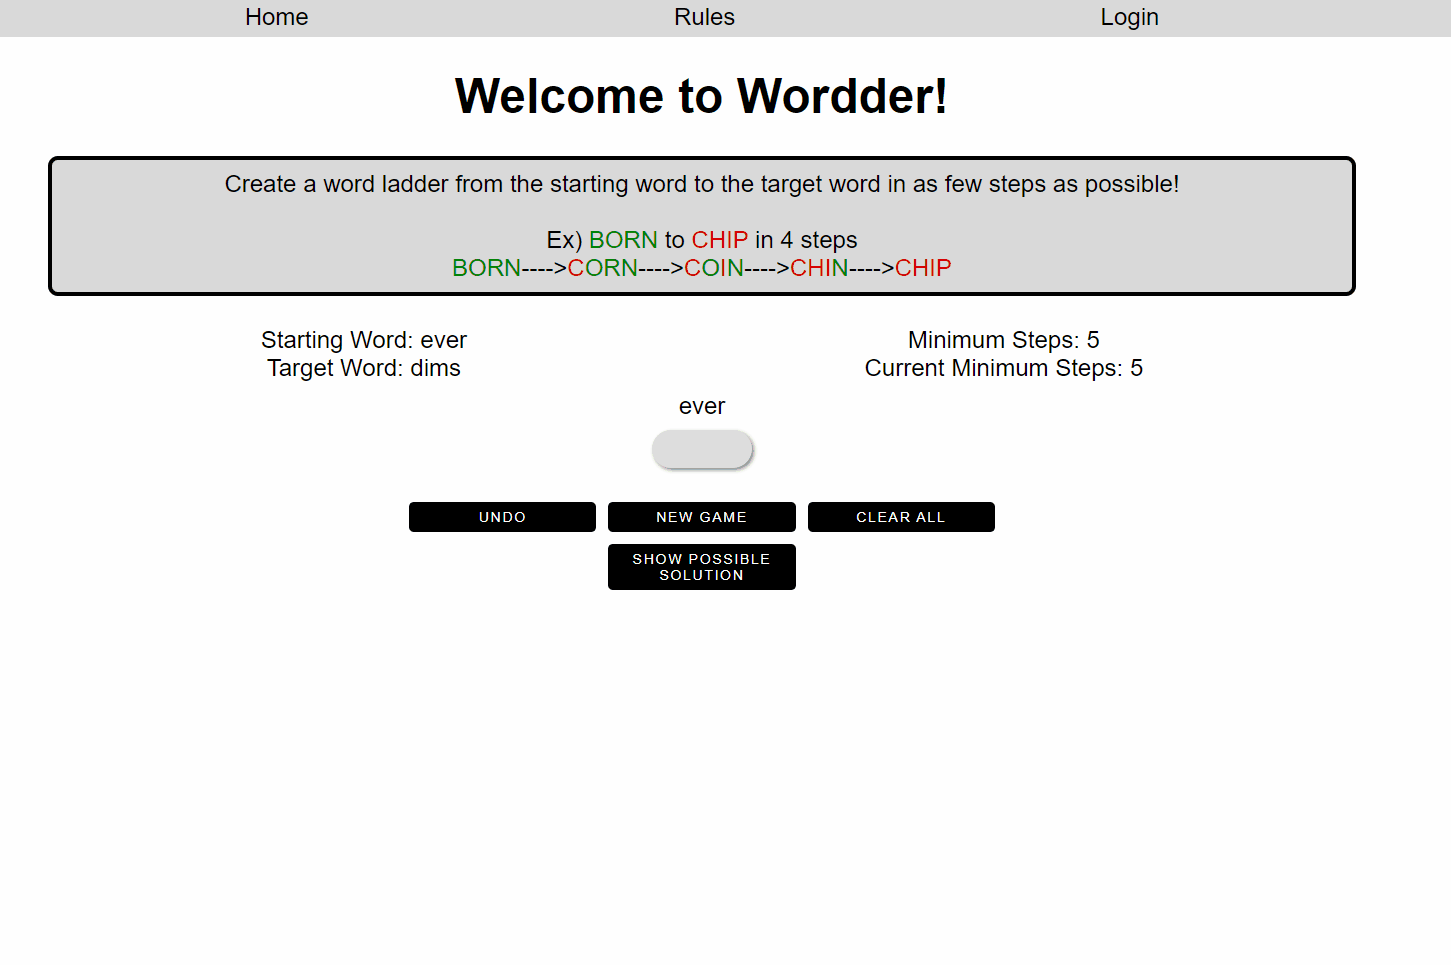 Home Rules Login
Welcome to Wordder!
Create a word ladder from the starting word to the target word in as few steps as possible!
Ex) BORN to CHIP in 4 steps
BORN---->CORN---->COIN---->CHIN---->CHIP
Starting Word: ever
Target Word: dims
Minimum Steps: 5
Current Minimum Steps: 5
ever
UNDO NEW GAME CLEAR ALL
SHOW POSSIBLE
SOLUTION